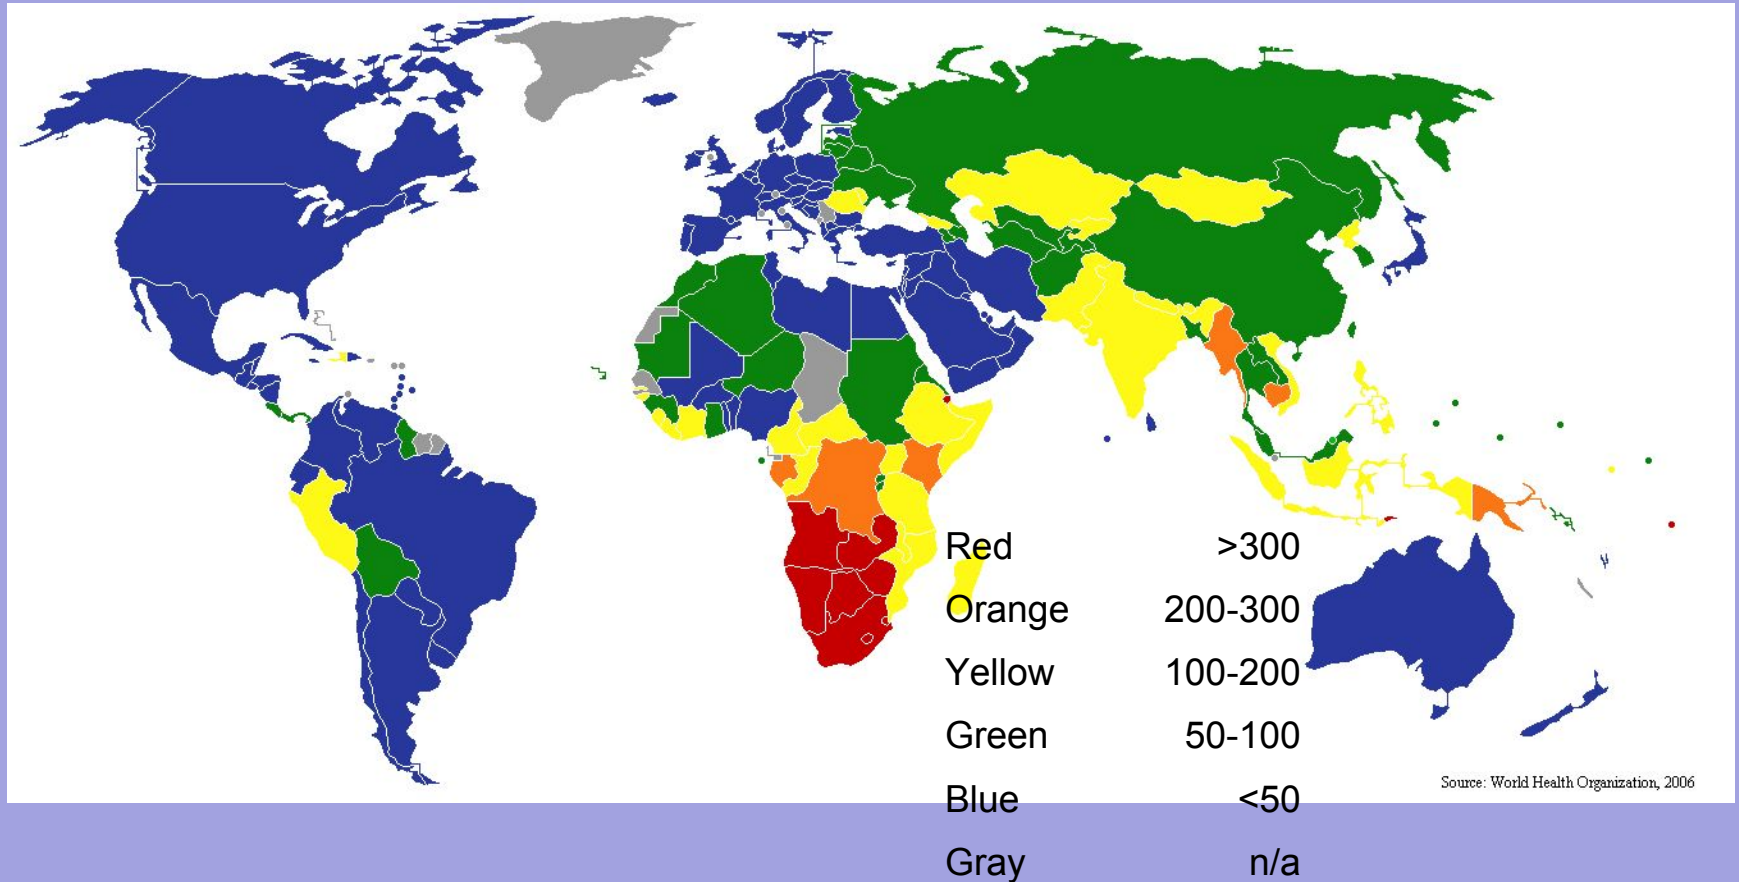 Red >300
Orange 200-300
Yellow 100-200
Green 50-100
Source: World Health Organization, 2006
Blue <50
Gray n/a